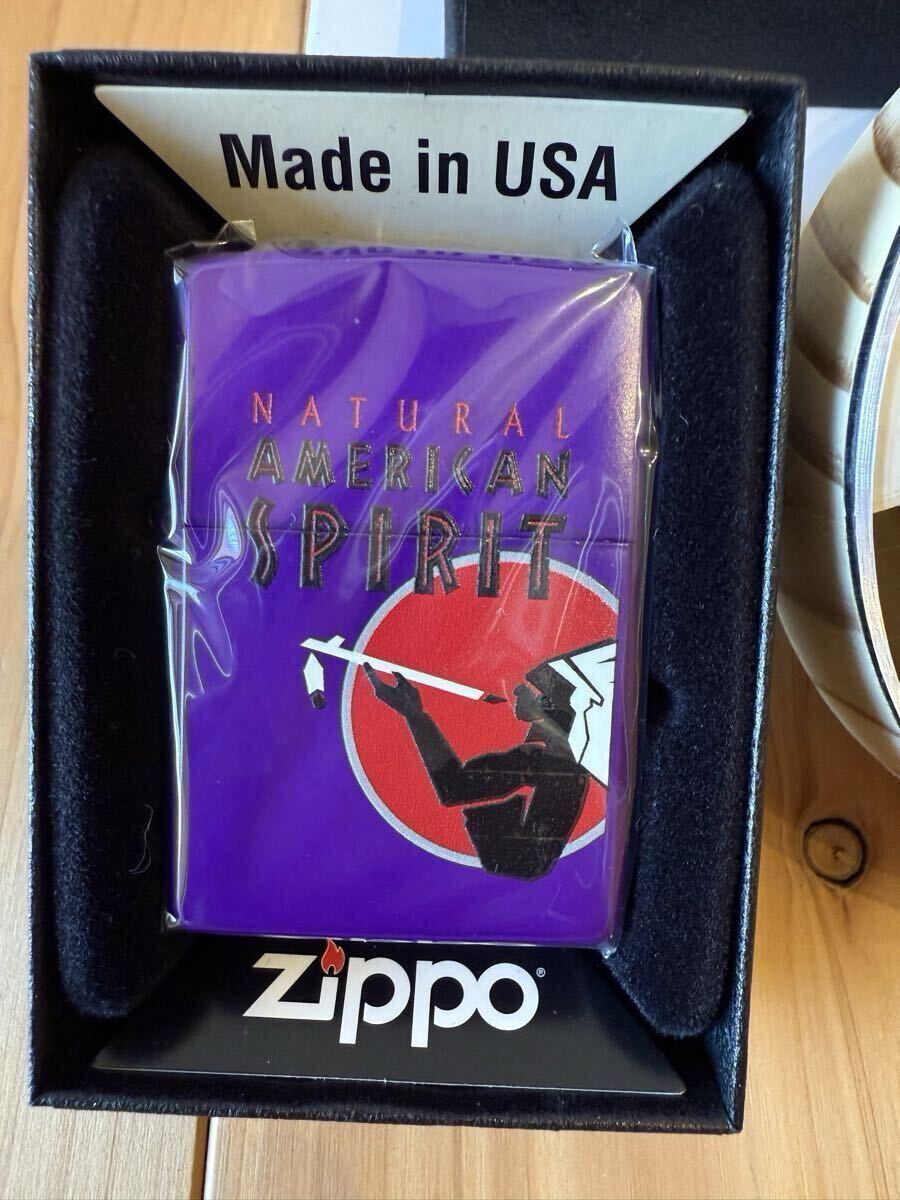 Made in USA
NATURAL
AMERICAN
SPIRIT
Zippo®